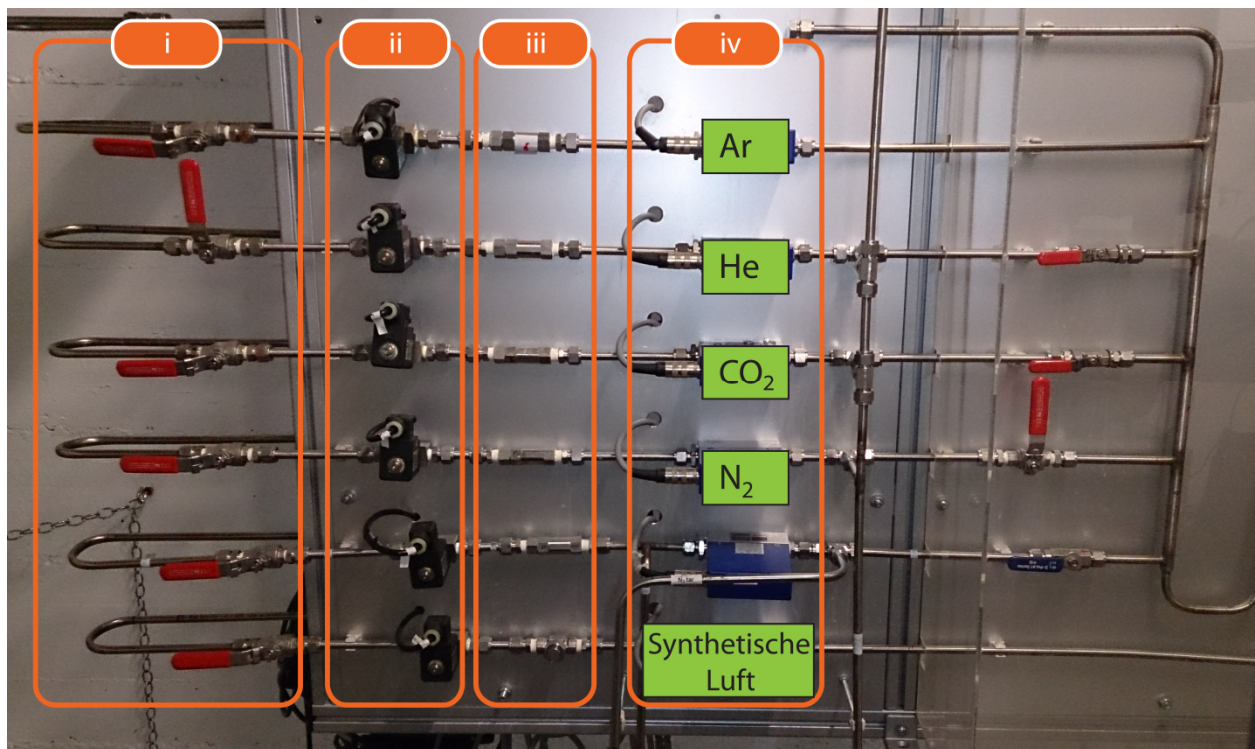 i
ii
iii
iv
Ar
He
CO₂
N₂
Synthetische
Luft